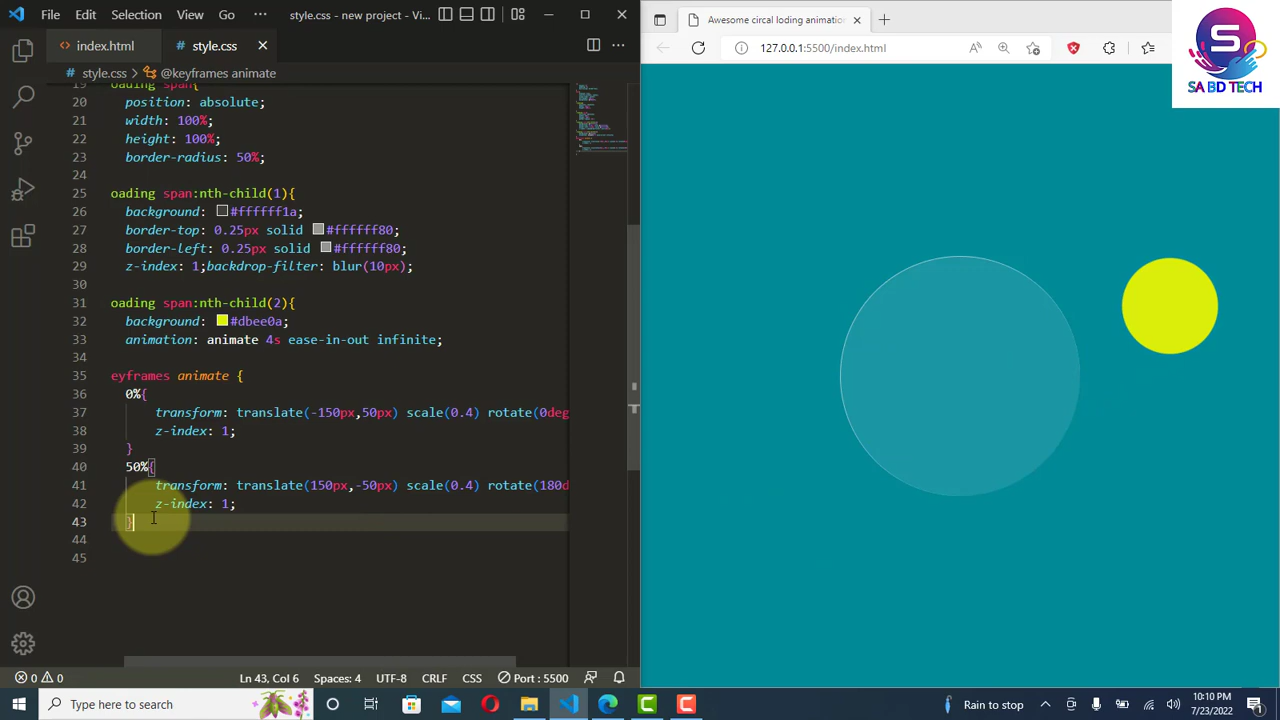 File Edit Selection View Go ··· style.css - new project - Vi...
index.html style.css
style.css > @keyframes animate
19 oading span{
20 position: absolute;
21 width: 100%;
22 height: 100%;
23 border-radius: 50%;
24
25 oading span:nth-child(1){
26 background: #ffffff1a;
27 border-top: 0.25px solid #ffffff80;
28 border-left: 0.25px solid #ffffff80;
29 z-index: 1;backdrop-filter: blur(10px);
30
31 oading span:nth-child(2){
32 background: #dbee0a;
33 animation: animate 4s ease-in-out infinite;
34
35 eyframes animate {
36 0%{
37 transform: translate(-150px,50px) scale(0.4) rotate(0deg
38 z-index: 1;
39 }
40 50%{
41 transform: translate(150px,-50px) scale(0.4) rotate(180d
42 z-index: 1;
43 }
44
45
0 0 Ln 43, Col 6 Spaces: 4 UTF-8 CRLF CSS Port : 5500
Awesome circal loding animatio
127.0.0.1:5500/index.html
S
SA BD TECH
Type here to search
Rain to stop
10:10 PM
7/23/2022
1